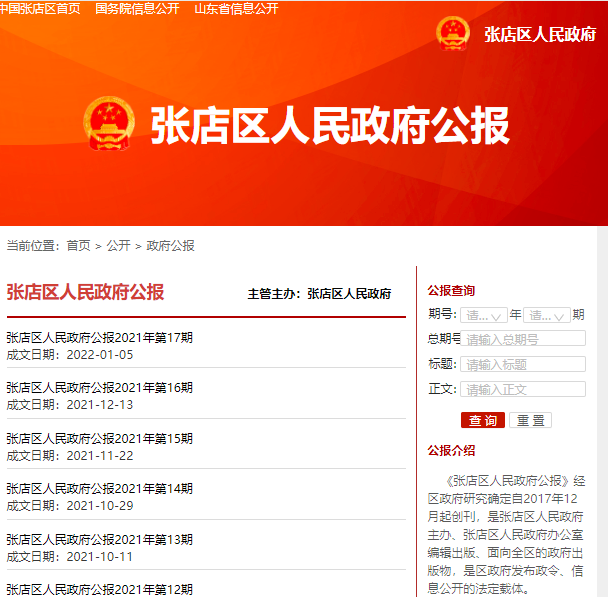 中国张店区首页 国务院信息公开 山东省信息公开
张店区人民政府
张店区人民政府公报
当前位置：首页 > 公开 > 政府公报
张店区人民政府公报
主管主办：张店区人民政府
张店区人民政府公报2021年第17期
成文日期：2022-01-05
张店区人民政府公报2021年第16期
成文日期：2021-12-13
张店区人民政府公报2021年第15期
成文日期：2021-11-22
张店区人民政府公报2021年第14期
成文日期：2021-10-29
张店区人民政府公报2021年第13期
成文日期：2021-10-11
张店区人民政府公报2021年第12期
公报查询
期号：请... 年 请... 期
总期号 请输入总期号
标题：请输入标题
正文：请输入正文
查 询 重 置
公报介绍
《张店区人民政府公报》经
区政府研究确定自2017年12
月起创刊，是张店区人民政府
主办、张店区人民政府办公室
编辑出版、面向全区的政府出
版物，是区政府发布政令、信
息公开的法定载体。